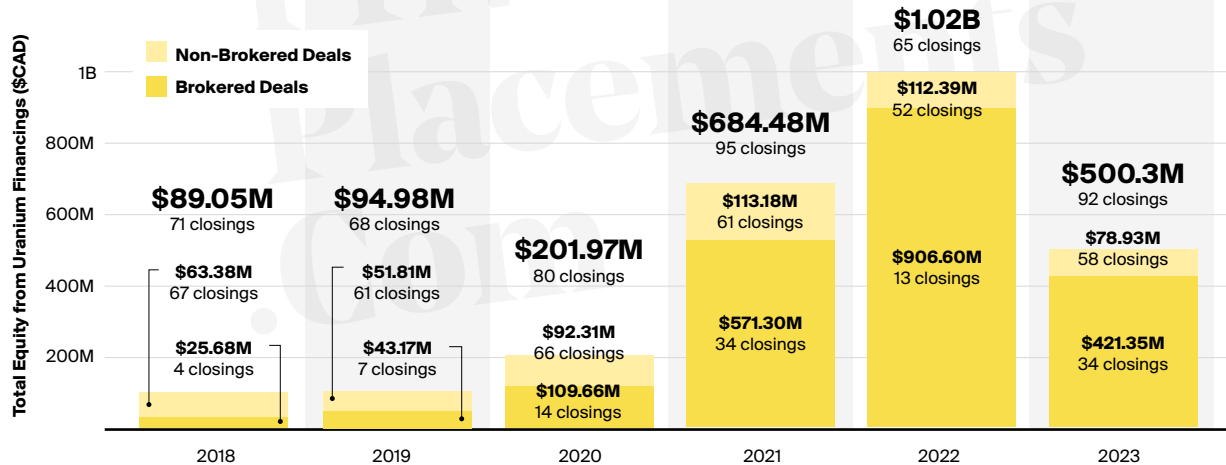 Placements
.Com
Total Equity from Uranium Financings ($CAD)
Non-Brokered Deals
Brokered Deals
1B
800M
600M
400M
200M
$89.05M
71 closings
$63.38M
67 closings
$25.68M
4 closings
$94.98M
68 closings
$51.81M
61 closings
$43.17M
7 closings
$201.97M
80 closings
$92.31M
66 closings
$109.66M
14 closings
$684.48M
95 closings
$113.18M
61 closings
$571.30M
34 closings
$1.02B
65 closings
$112.39M
52 closings
$906.60M
13 closings
$500.3M
92 closings
$78.93M
58 closings
$421.35M
34 closings
2018
2019
2020
2021
2022
2023